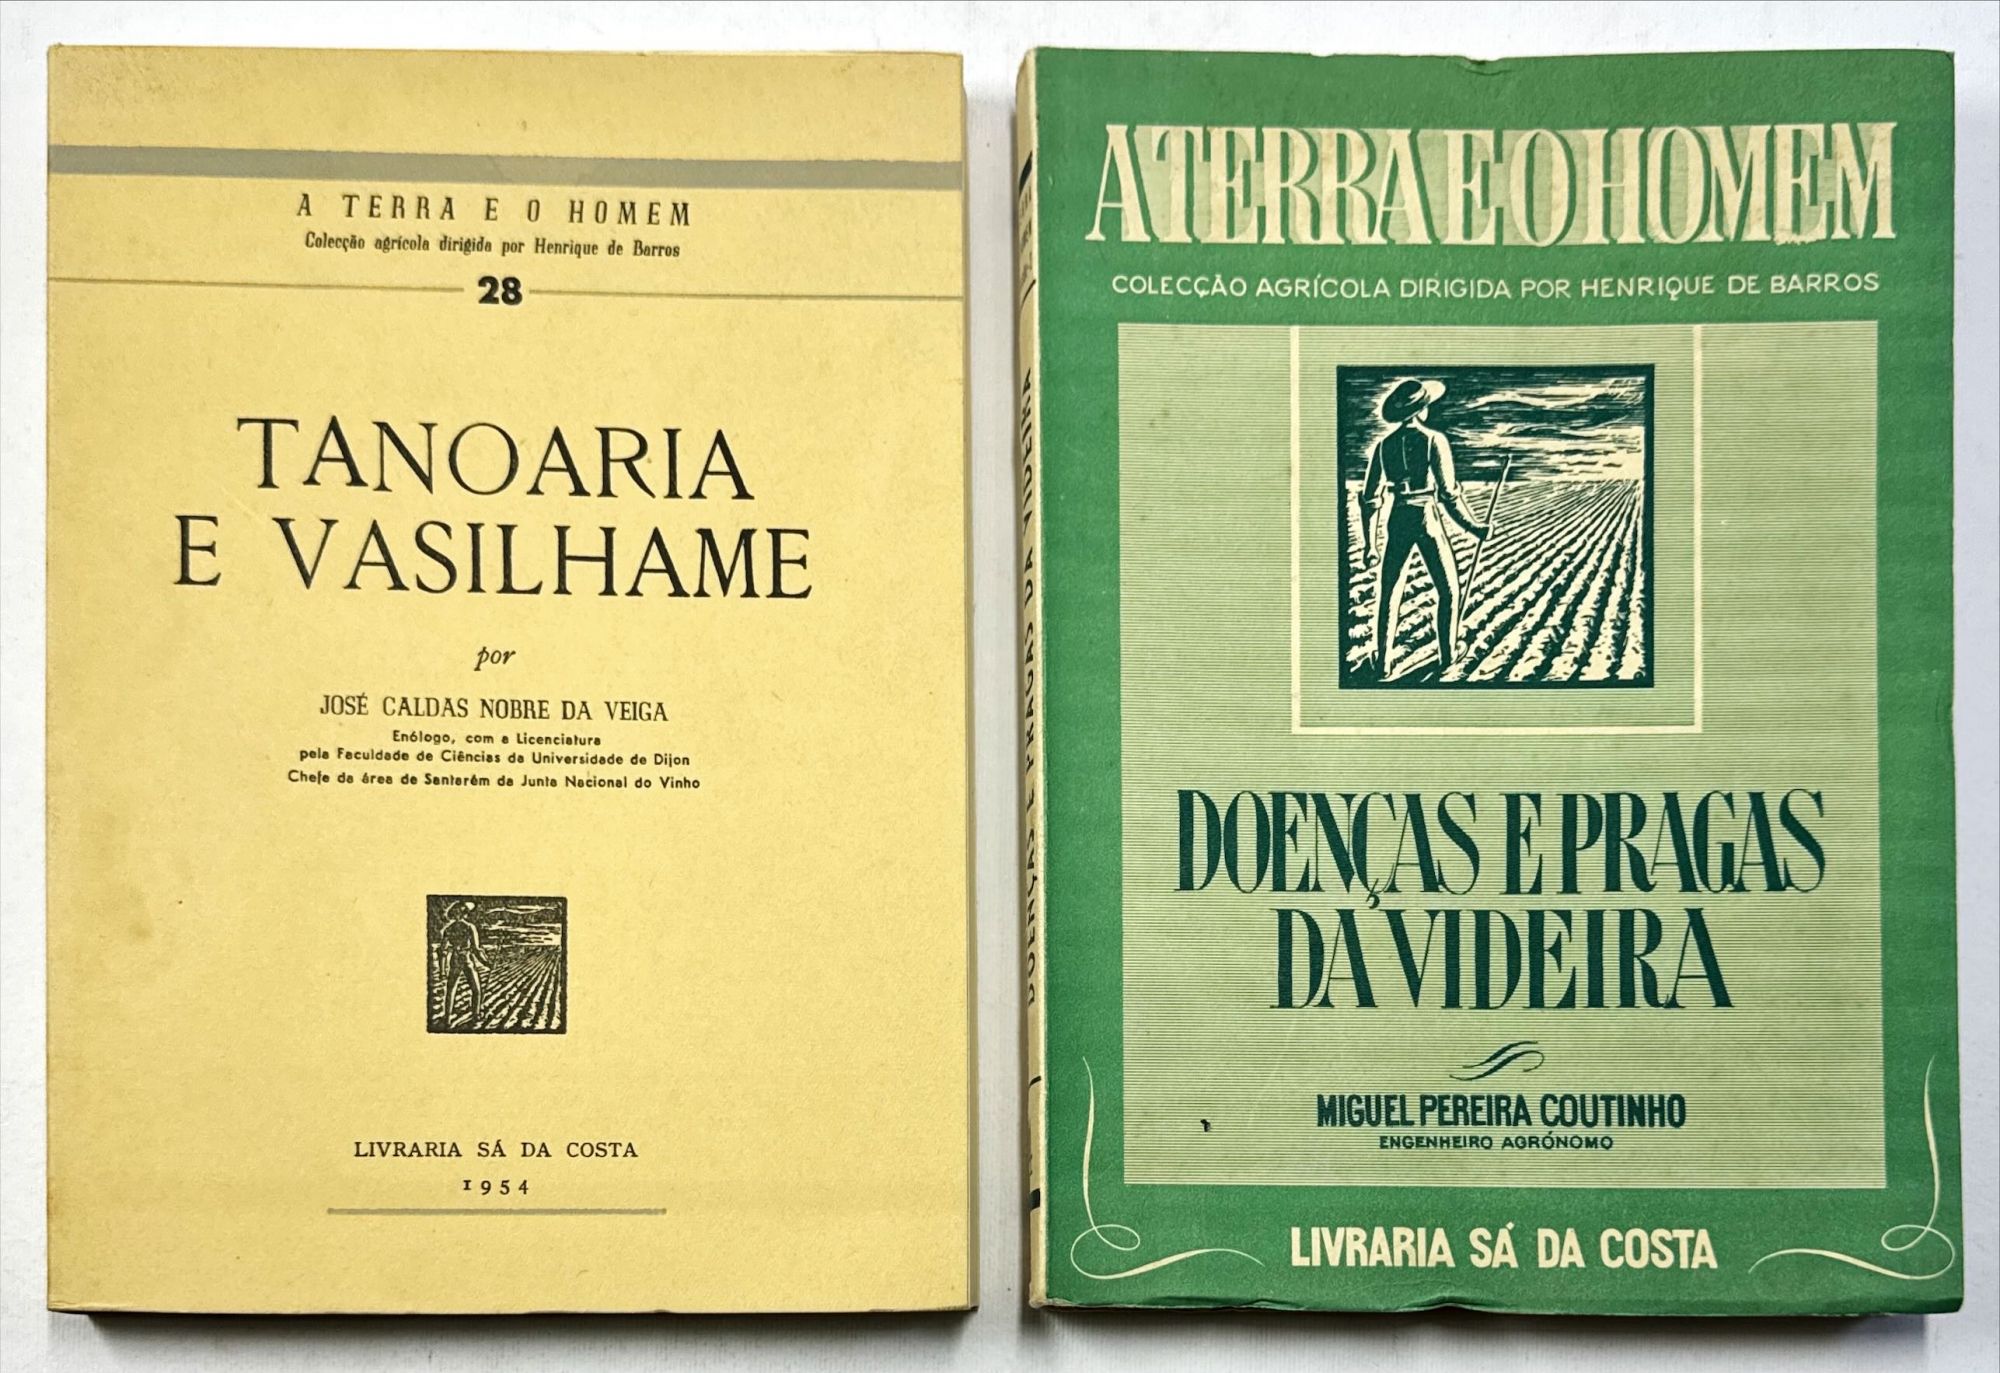 A TERRA E O HOMEM
Colecção agrícola dirigida por Henrique de Barros
28
TANOARIA
E VASILHAME
por
JOSÉ CALDAS NOBRE DA VEIGA
Enólogo, com a Licenciatura
pela Faculdade de Ciências da Universidade de Dijon
Chefe da área de Santarém da Junta Nacional do Vinho
LIVRARIA SÁ DA COSTA
1954
DOENÇAS E PRAGAS DA VIDEIRA
A TERRA E O HOMEM
COLECÇÃO AGRÍCOLA DIRIGIDA POR HENRIQUE DE BARROS
DOENÇAS E PRAGAS
DA VIDEIRA
MIGUEL PEREIRA COUTINHO
ENGENHEIRO AGRÓNOMO
LIVRARIA SÁ DA COSTA